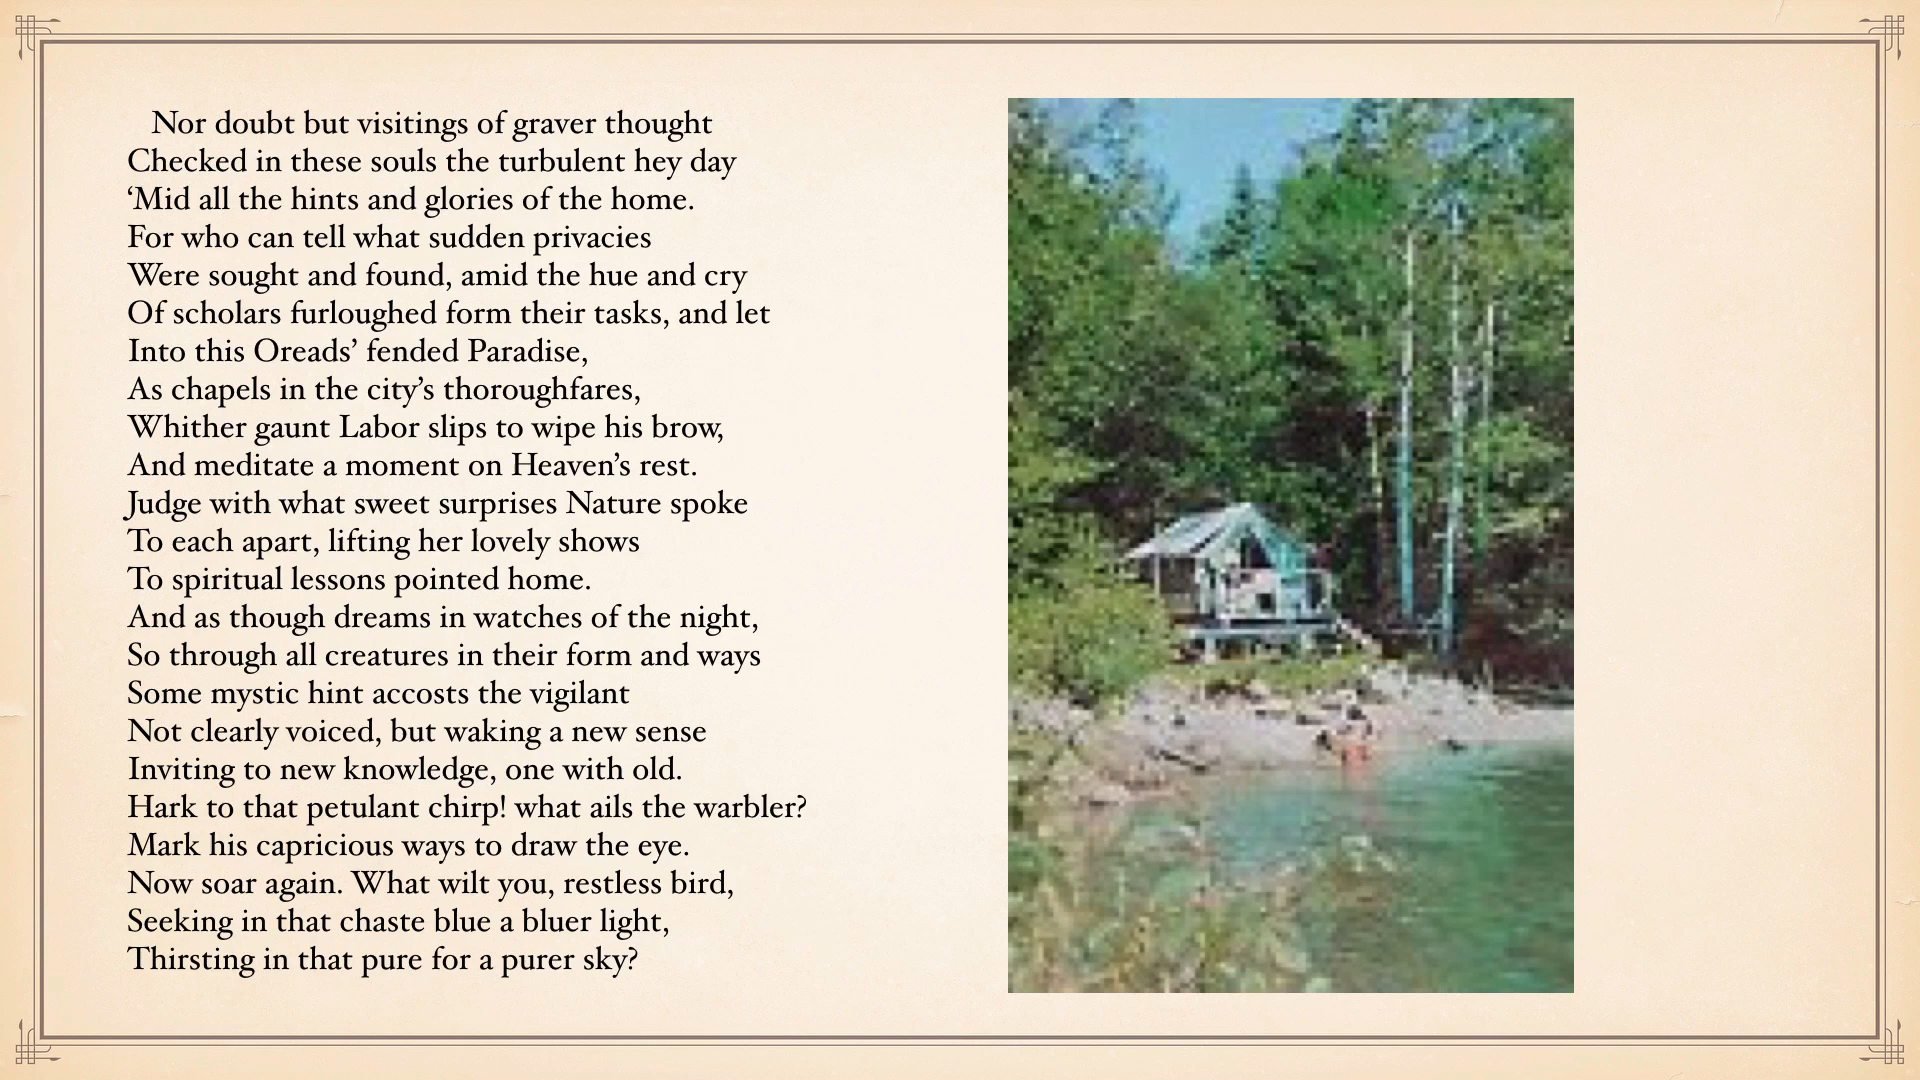 Nor doubt but visitings of graver thought
Checked in these souls the turbulent hey day
‘Mid all the hints and glories of the home.
For who can tell what sudden privacies
Were sought and found, amid the hue and cry
Of scholars furloughed form their tasks, and let
Into this Oreads’ fended Paradise,
As chapels in the city’s thoroughfares,
Whither gaunt Labor slips to wipe his brow,
And meditate a moment on Heaven’s rest.
Judge with what sweet surprises Nature spoke
To each apart, lifting her lovely shows
To spiritual lessons pointed home.
And as though dreams in watches of the night,
So through all creatures in their form and ways
Some mystic hint accosts the vigilant
Not clearly voiced, but waking a new sense
Inviting to new knowledge, one with old.
Hark to that petulant chirp! what ails the warbler?
Mark his capricious ways to draw the eye.
Now soar again. What wilt you, restless bird,
Seeking in that chaste blue a bluer light,
Thirsting in that pure for a purer sky?